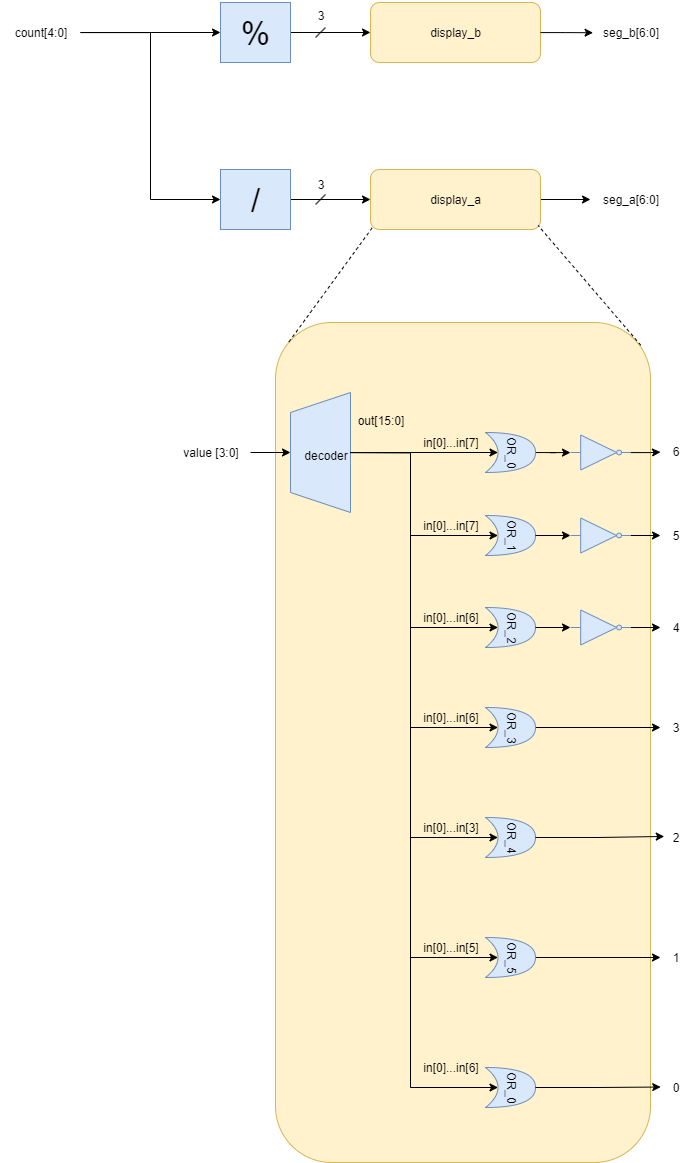 count[4:0]
%
3
display_b
seg_b[6:0]
/
3
display_a
seg_a[6:0]
value [3:0]
decoder
out[15:0]
in[0]...in[7]
OR_0
6
in[0]...in[7]
OR_1
5
in[0]...in[6]
OR_2
4
in[0]...in[6]
OR_3
3
in[0]...in[3]
OR_4
2
in[0]...in[5]
OR_5
1
in[0]...in[6]
OR_0
0